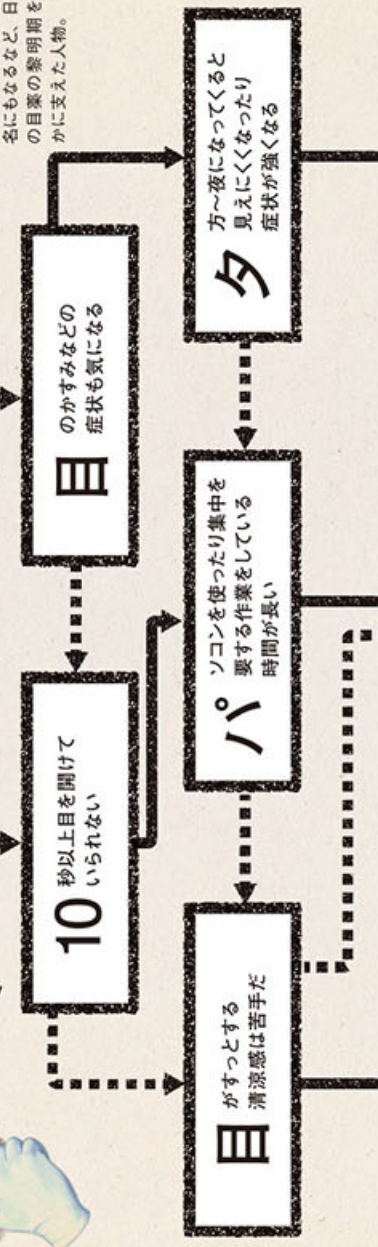 名にもなるなど、日
の目薬の黎明期を
かに支えた人物。
目 のかすみなどの
症状も気になる
10 秒以上目を開けて
いられない
夕 方〜夜になってくると
見えにくくなったり
症状が強くなる
パ ソコンを使ったり集中を
要する作業をしている
時間が長い
目 がすっとする
清涼感は苦手だ